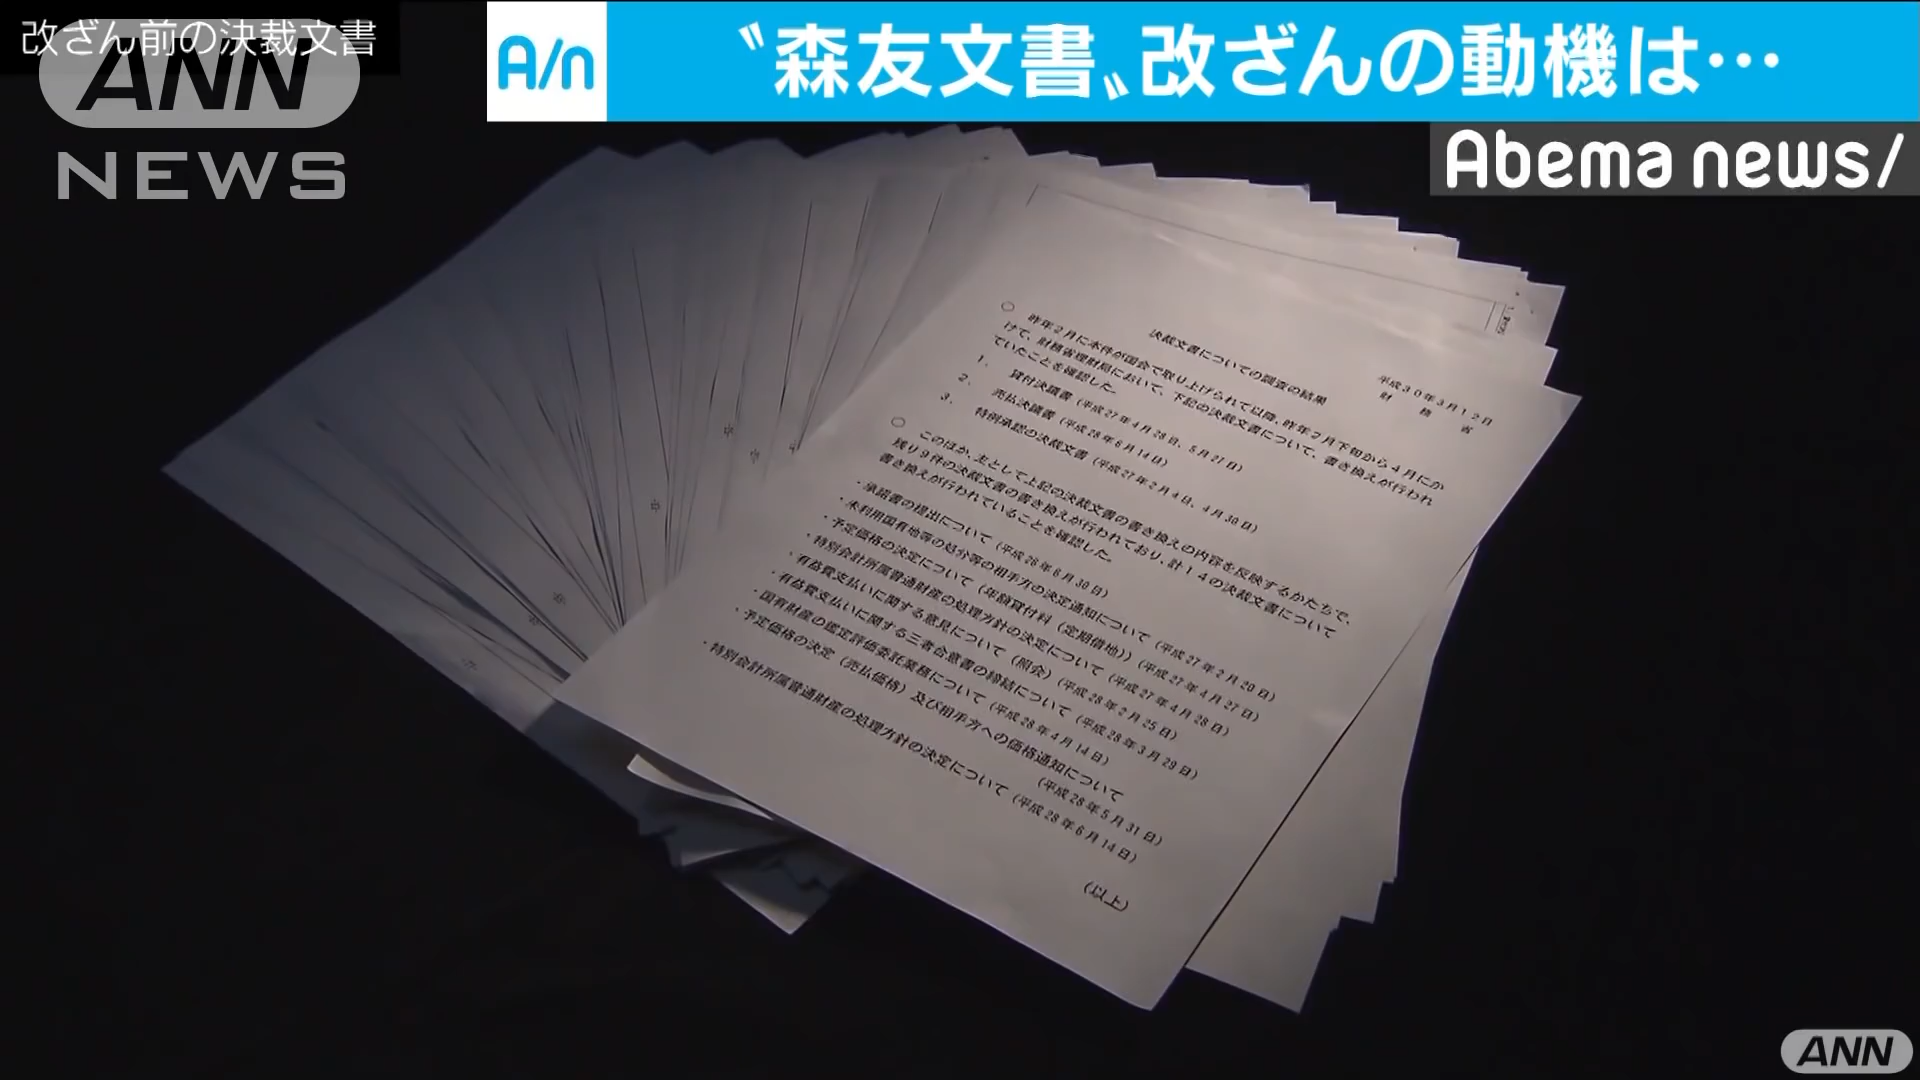 改ざん前の決裁文書
ANN
NEWS
A/n
〝森友文書〟改ざんの動機は…
Abema news/
平成30年3月12日
財務省
決裁文書についての調査の結果
○ 昨年2月に本件が国会で取り上げられて以降、昨年2月下旬から4月にか
けて、財務省理財局において、下記の決裁文書について、書き換えが行われ
ていたことを確認した。
1. 貸付決議書（平成27年4月28日、5月27日）
2. 売払決議書（平成28年6月14日）
3. 特例承認の決裁文書（平成27年2月4日、4月30日）
○ このほか、主として上記の決裁文書の書き換えの内容を反映するかたちで、
残り9件の決裁文書の書き換えが行われており、計14の決裁文書について
書き換えが行われていることを確認した。
・承諾書の提出について（平成26年6月30日）
・未利用国有地等の処分等の相手方の決定通知について（平成27年2月20日）
・予定価格の決定について（年額貸付料（定期借地））（平成27年4月27日）
・特別会計所属普通財産の処理方針の決定について（平成27年4月28日）
・有益費支払いに関する意見について（照会）（平成28年2月25日）
・有益費支払いに関する三者合意書の締結について（平成28年3月29日）
・国有財産の鑑定評価委託業務について（平成28年4月14日）
・予定価格の決定（売払価格）及び相手方への価格通知について
（平成28年5月31日）
・特別会計所属普通財産の処理方針の決定について（平成28年6月14日）
（以上）
ANN